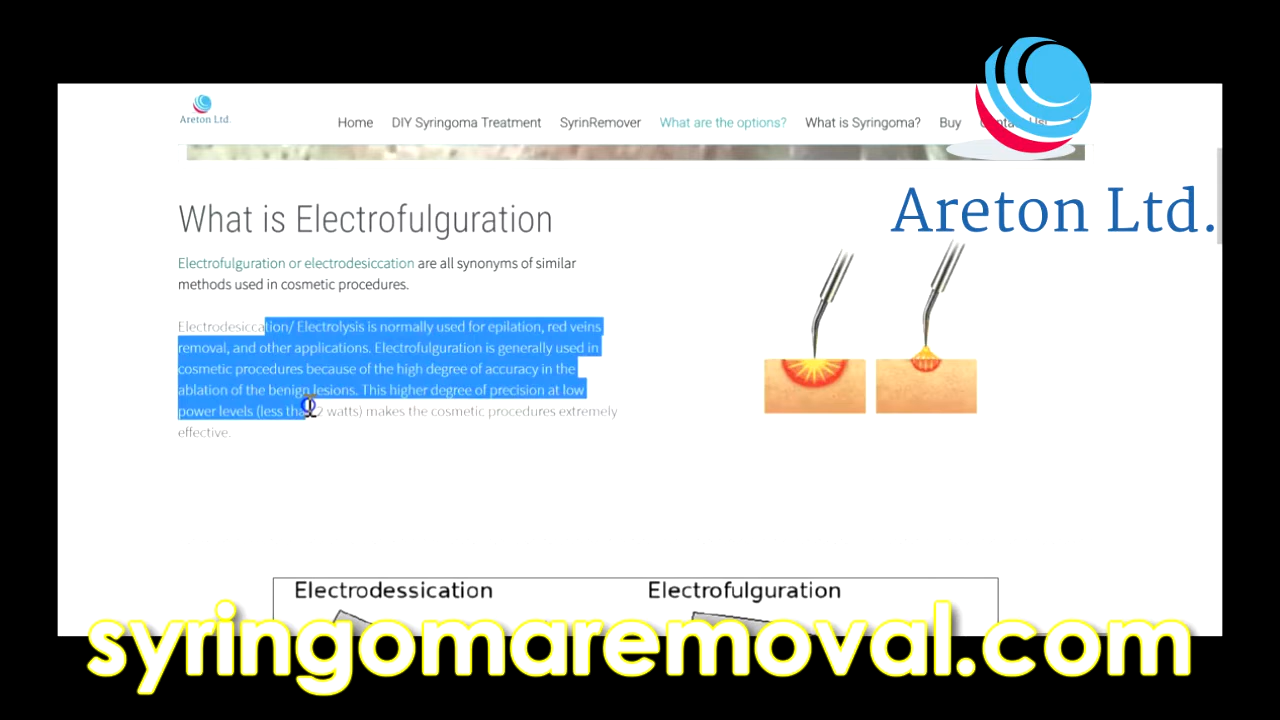 Areton Ltd.
Home DIY Syringoma Treatment SyrinRemover What are the options? What is Syringoma? Buy Us!
Areton Ltd.
What is Electrofulguration
Electrofulguration or electrodesiccation are all synonyms of similar
methods used in cosmetic procedures.
Electrodesiccation/ Electrolysis is normally used for epilation, red veins
removal, and other applications. Electrofulguration is generally used in
cosmetic procedures because of the high degree of accuracy in the
ablation of the benign lesions. This higher degree of precision at low
power levels (less than 2 watts) makes the cosmetic procedures extremely
effective.
Electrodessication Electrofulguration
syringomaremoval.com